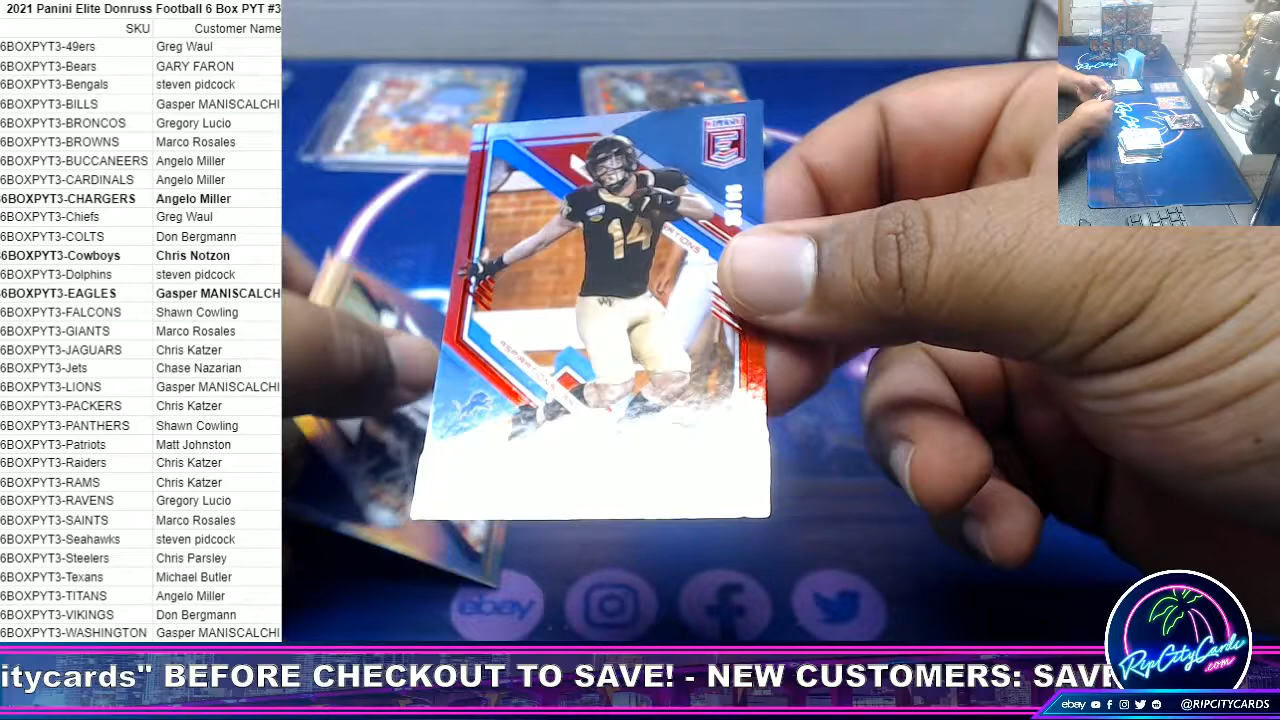 2021 Panini Elite Donruss Football 6 Box PYT #3
SKU Customer Name
6BOXPYT3-49ers Greg Waul
6BOXPYT3-Bears GARY FARON
6BOXPYT3-Bengals steven pidcock
6BOXPYT3-BILLS Gasper MANISCALCHI
6BOXPYT3-BRONCOS Gregory Lucio
6BOXPYT3-BROWNS Marco Rosales
6BOXPYT3-BUCCANEERS Angelo Miller
6BOXPYT3-CARDINALS Angelo Miller
6BOXPYT3-CHARGERS Angelo Miller
6BOXPYT3-Chiefs Greg Waul
6BOXPYT3-COLTS Don Bergmann
6BOXPYT3-Cowboys Chris Notzon
6BOXPYT3-Dolphins steven pidcock
6BOXPYT3-EAGLES Gasper MANISCALCH
6BOXPYT3-FALCONS Shawn Cowling
6BOXPYT3-GIANTS Marco Rosales
6BOXPYT3-JAGUARS Chris Katzer
6BOXPYT3-Jets Chase Nazarian
6BOXPYT3-LIONS Gasper MANISCALCHI
6BOXPYT3-PACKERS Chris Katzer
6BOXPYT3-PANTHERS Shawn Cowling
6BOXPYT3-Patriots Matt Johnston
6BOXPYT3-Raiders Chris Katzer
6BOXPYT3-RAMS Chris Katzer
6BOXPYT3-RAVENS Gregory Lucio
6BOXPYT3-SAINTS Marco Rosales
6BOXPYT3-Seahawks steven pidcock
6BOXPYT3-Steelers Chris Parsley
6BOXPYT3-Texans Michael Butler
6BOXPYT3-TITANS Angelo Miller
6BOXPYT3-VIKINGS Don Bergmann
6BOXPYT3-WASHINGTON Gasper MANISCALCHI
E
14
W
ebay
itycards" BEFORE CHECKOUT TO SAVE! - NEW CUSTOMERS: SAVE
RipCityCards
.com
ebay @RIPCITYCARDS